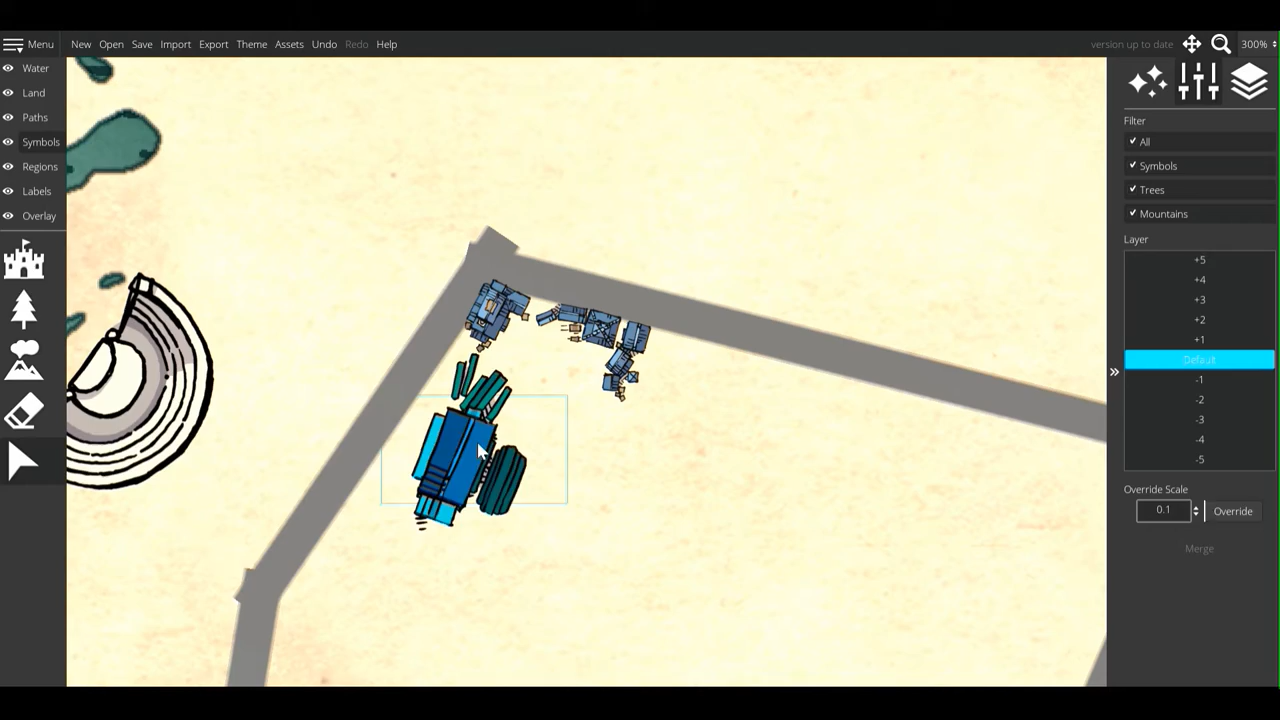 Menu New Open Save Import Export Theme Assets Undo Redo Help version up to date 300%
Water
Land
Paths
Symbols
Regions
Labels
Overlay
Filter
All
Symbols
Trees
Mountains
Layer
+5
+4
+3
+2
+1
Default
-1
-2
-3
-4
-5
Override Scale
0.1 Override
Merge